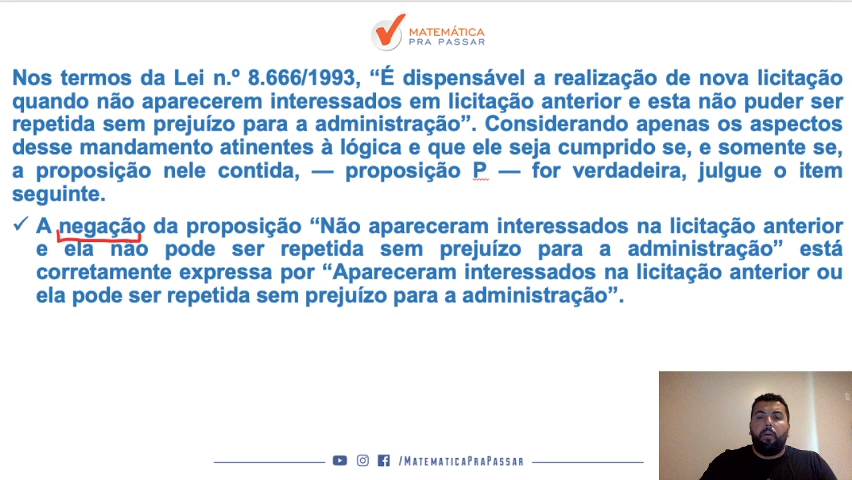 MATEMÁTICA
PRA PASSAR
Nos termos da Lei n.º 8.666/1993, “É dispensável a realização de nova licitação
quando não aparecerem interessados em licitação anterior e esta não puder ser
repetida sem prejuízo para a administração”. Considerando apenas os aspectos
desse mandamento atinentes à lógica e que ele seja cumprido se, e somente se,
a proposição nele contida, — proposição P — for verdadeira, julgue o item
seguinte.
✓ A negação da proposição “Não apareceram interessados na licitação anterior
e ela não pode ser repetida sem prejuízo para a administração” está
corretamente expressa por “Apareceram interessados na licitação anterior ou
ela pode ser repetida sem prejuízo para a administração”.
/MATEMATICAPRAPASSAR